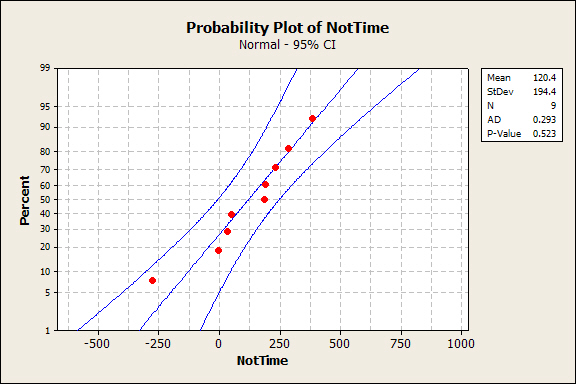 Probability Plot of NotTime
Normal - 95% CI
99
95
90
80
70
60
50
40
30
20
10
5
1
Percent
-500 -250 0 250 500 750 1000
NotTime
Mean 120.4
StDev 194.4
N 9
AD 0.293
P-Value 0.523